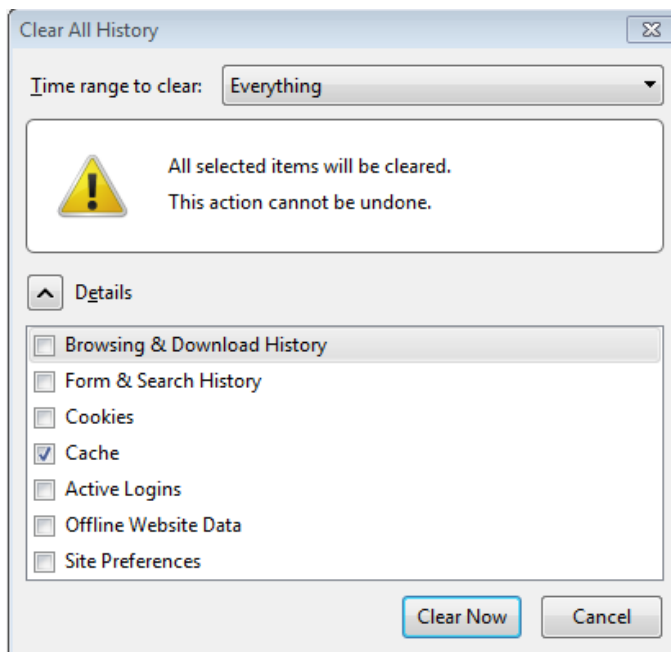 Clear All History
Time range to clear: Everything
All selected items will be cleared.
This action cannot be undone.
Details
Browsing & Download History
Form & Search History
Cookies
Cache
Active Logins
Offline Website Data
Site Preferences
Clear Now Cancel